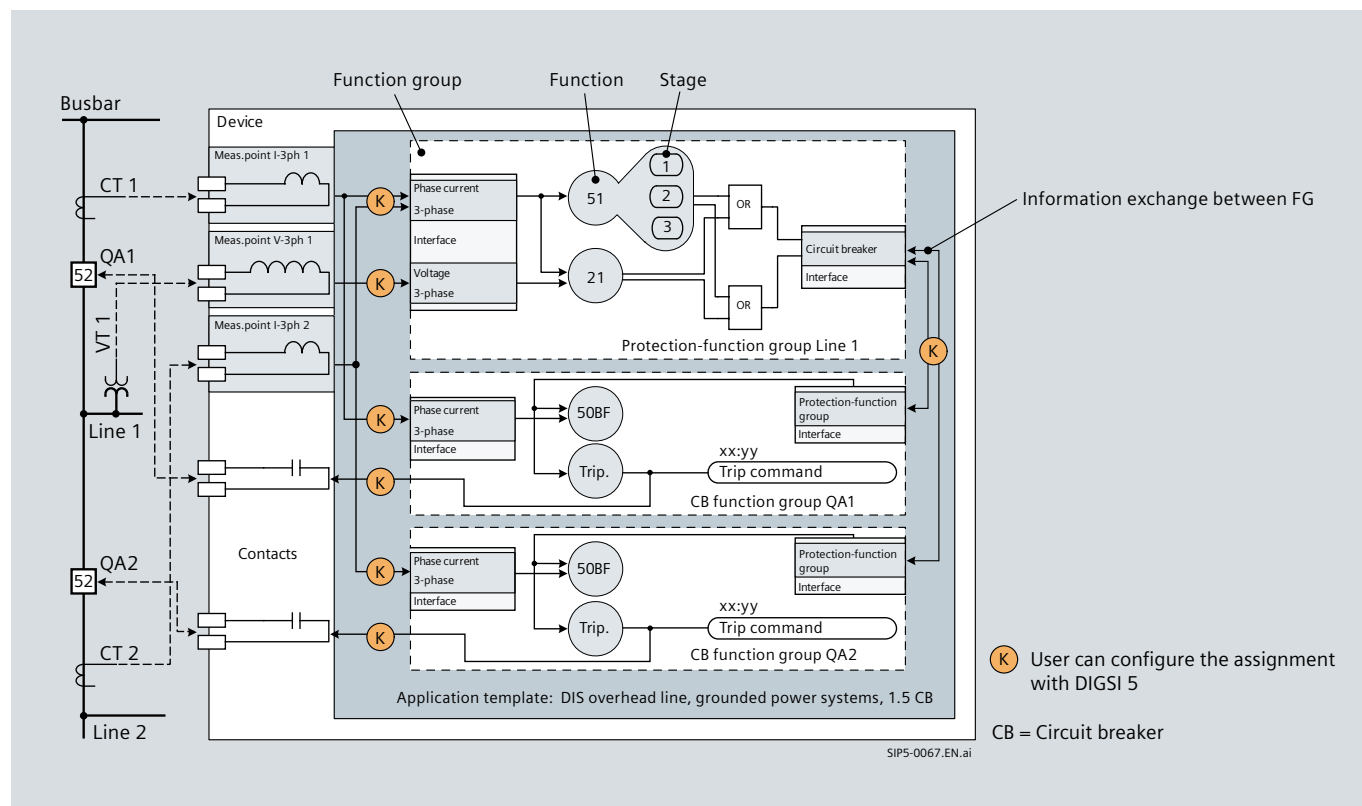 Function group
Function
Stage
Busbar
Device
Meas.point I-3ph 1
CT 1
K
Phase current
3-phase
Interface
Voltage
3-phase
51
1
2
3
OR
Information exchange between FG
Meas.point V-3ph 1
QA1
52
K
21
OR
Circuit breaker
Interface
Meas.point I-3ph 2
VT 1
Protection-function group Line 1
K
Line 1
K
Phase current
3-phase
Interface
50BF
Protection-function
group
Interface
K
Trip.
xx:yy
Trip command
CB function group QA1
Contacts
QA2
52
K
Phase current
3-phase
Interface
50BF
Protection-function
group
Interface
K
Trip.
xx:yy
Trip command
CB function group QA2
CT 2
Line 2
Application template: DIS overhead line, grounded power systems, 1.5 CB
K
User can configure the assignment
with DIGSI 5
CB = Circuit breaker
SIP5-0067.EN.ai